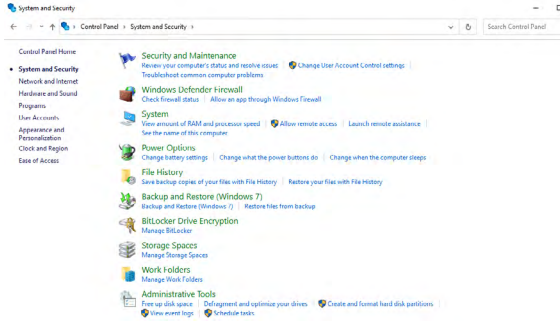 System and Security
Control Panel > System and Security >
Search Control Panel
Control Panel Home
System and Security
Network and Internet
Hardware and Sound
Programs
User Accounts
Appearance and
Personalization
Clock and Region
Ease of Access
Security and Maintenance
Review your computer's status and resolve issues Change User Account Control settings
Troubleshoot common computer problems
Windows Defender Firewall
Check firewall status Allow an app through Windows Firewall
System
View amount of RAM and processor speed Allow remote access Launch remote assistance
See the name of this computer
Power Options
Change battery settings Change what the power buttons do Change when the computer sleeps
File History
Save backup copies of your files with File History Restore your files with File History
Backup and Restore (Windows 7)
Backup and Restore (Windows 7) Restore files from backup
BitLocker Drive Encryption
Manage BitLocker
Storage Spaces
Manage Storage Spaces
Work Folders
Manage Work Folders
Administrative Tools
Free up disk space Defragment and optimize your drives Create and format hard disk partitions
View event logs Schedule tasks